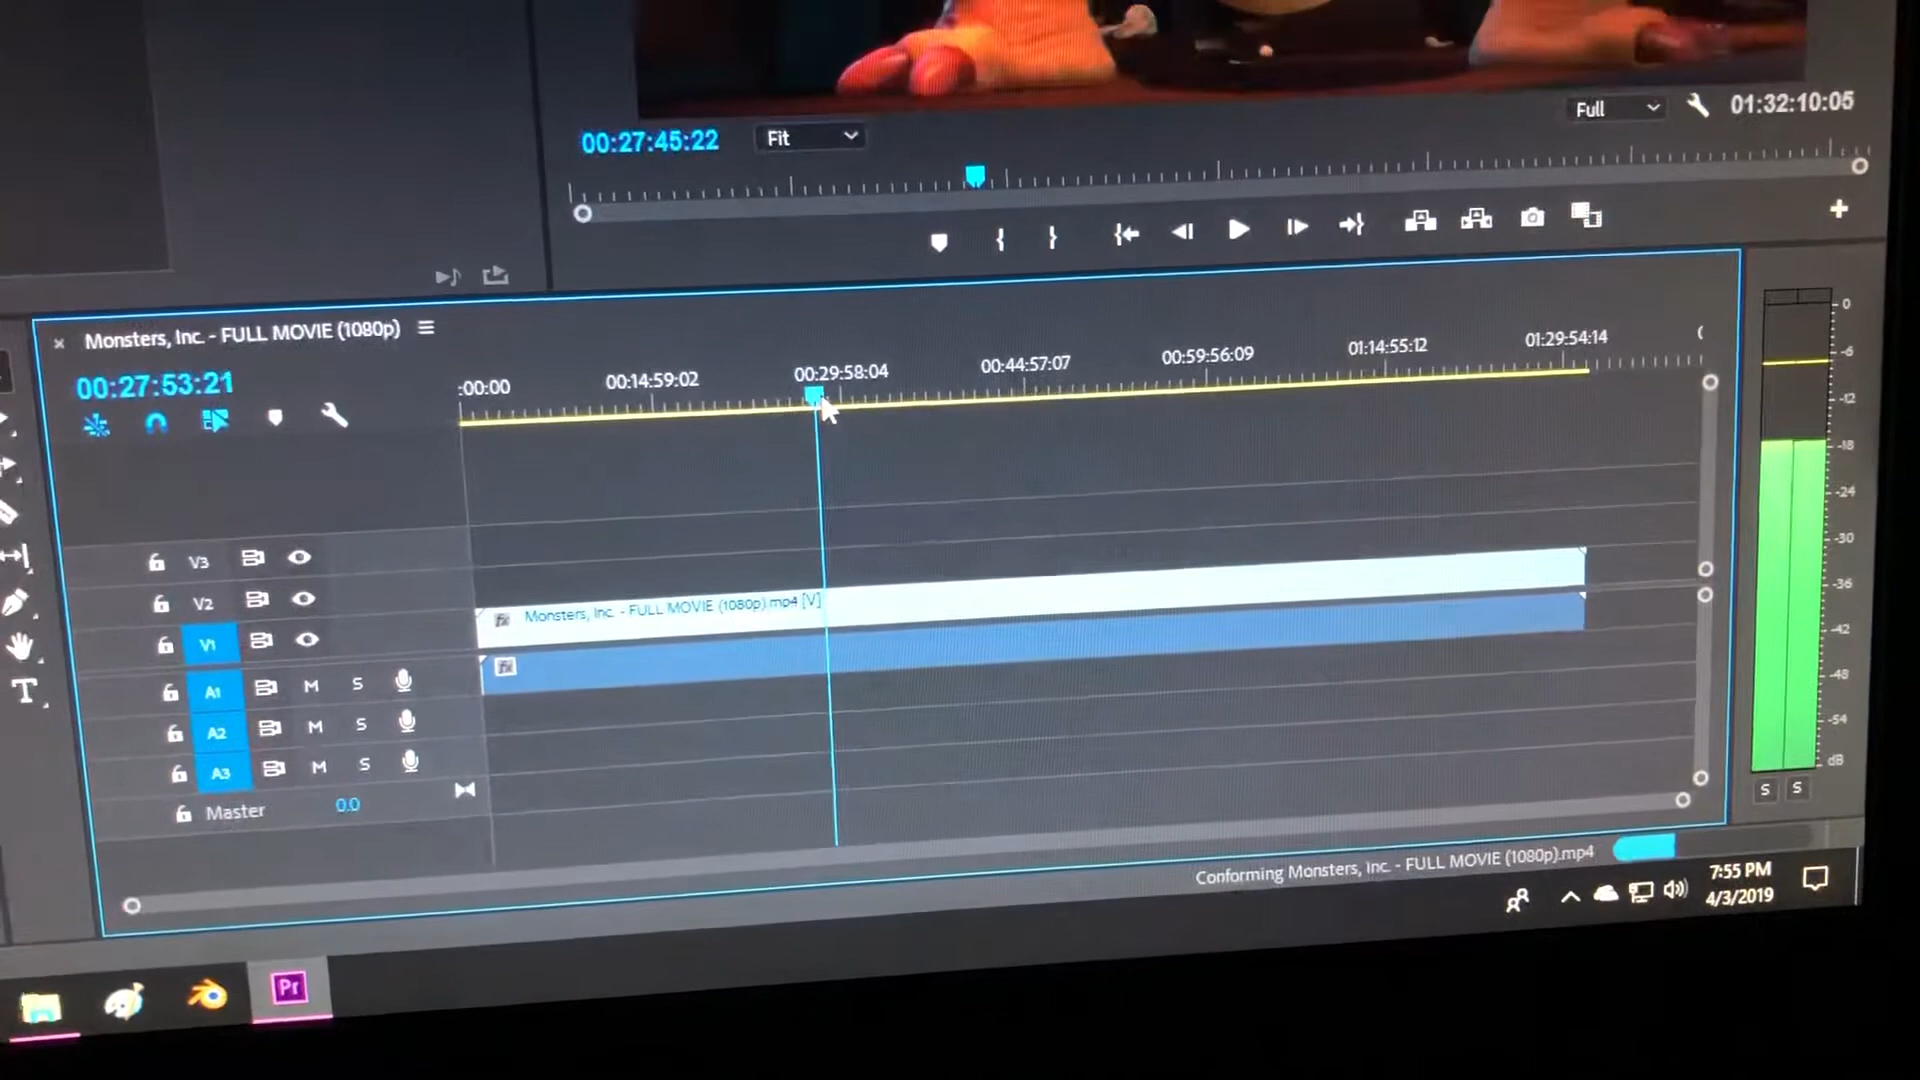 00:27:45:22 Fit Full 01:32:10:05
Monsters, Inc. - FULL MOVIE (1080p)
00:27:53:21
:00:00 00:14:59:02 00:29:58:04 00:44:57:07 00:59:56:09 01:14:55:12 01:29:54:14
V3
V2
V1
A1 M S
A2 M S
A3 M S
Master 0.0
fx Monsters, Inc. - FULL MOVIE (1080p).mp4 [V]
fx
0
-6
-12
-18
-24
-30
-36
-42
-48
-54
dB
S S
Conforming Monsters, Inc. - FULL MOVIE (1080p).mp4
7:55 PM
4/3/2019
T
Pr